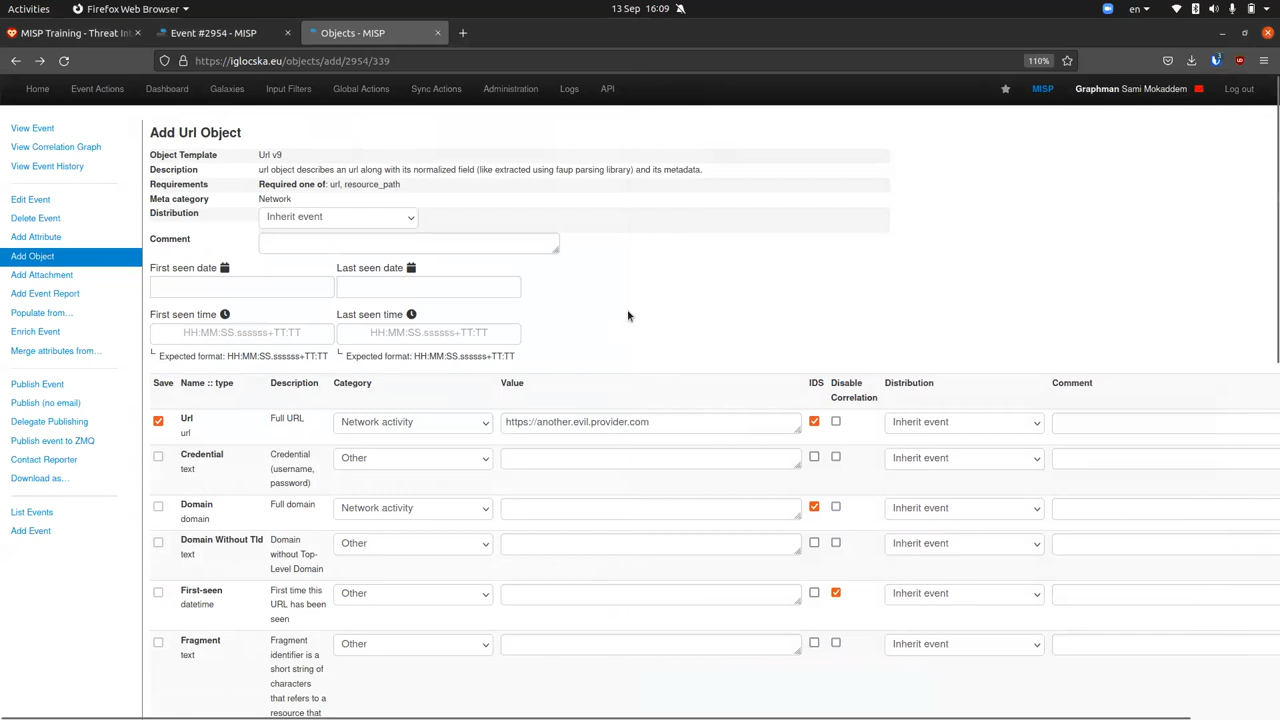 Activities
Firefox Web Browser
13 Sep 16:09
en
MISP Training - Threat In
Event #2954 - MISP
Objects - MISP
https://iglocska.eu/objects/add/2954/339
110%
Home Event Actions Dashboard Galaxies Input Filters Global Actions Sync Actions Administration Logs API
MISP Graphman Sami Mokaddem Log out
View Event
View Correlation Graph
View Event History
Edit Event
Delete Event
Add Attribute
Add Object
Add Attachment
Add Event Report
Populate from...
Enrich Event
Merge attributes from...
Publish Event
Publish (no email)
Delegate Publishing
Publish event to ZMQ
Contact Reporter
Download as...
List Events
Add Event
Add Url Object
Object Template Url v9
Description url object describes an url along with its normalized field (like extracted using faup parsing library) and its metadata.
Requirements Required one of: url, resource_path
Meta category Network
Distribution Inherit event
Comment
First seen date Last seen date
First seen time Last seen time
HH:MM:SS.ssssss+TT:TT HH:MM:SS.ssssss+TT:TT
Expected format: HH:MM:SS.ssssss+TT:TT Expected format: HH:MM:SS.ssssss+TT:TT
Save Name :: type Description Category Value IDS Disable Correlation Distribution Comment
Url Full URL Network activity https://another.evil.provider.com Inherit event
url
Credential Credential Other Inherit event
text (username,
password)
Domain Full domain Network activity Inherit event
domain
Domain Without Tld Domain Other Inherit event
text without Top-
Level Domain
First-seen First time this Other Inherit event
datetime URL has been
seen
Fragment Fragment Other Inherit event
text identifier is a
short string of
characters
that refers to a
resource that